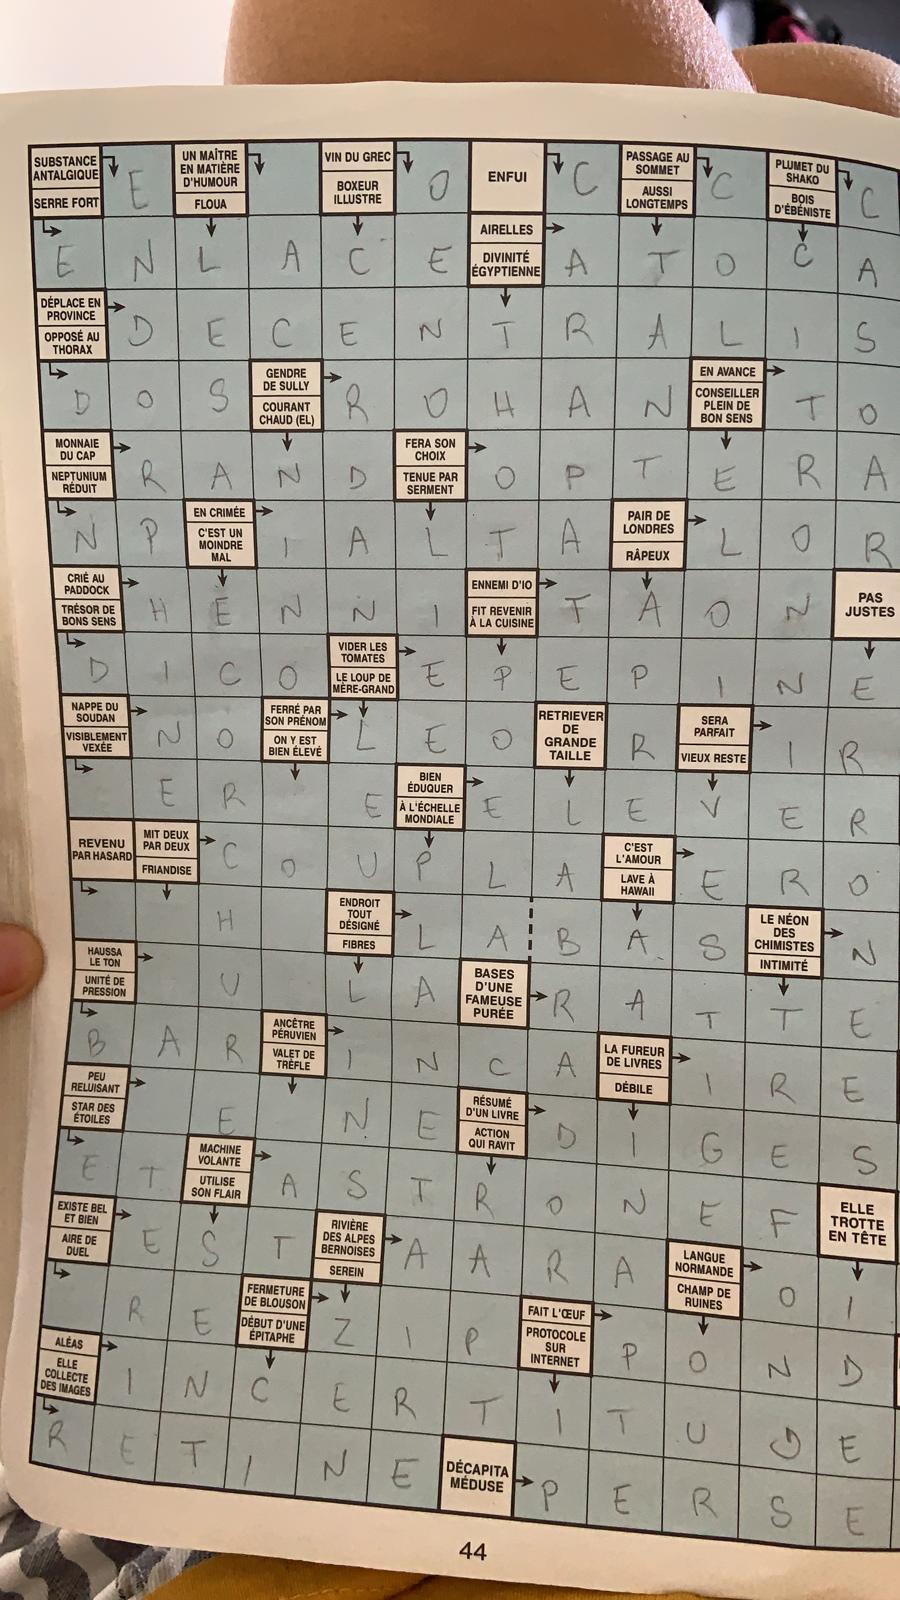 SUBSTANCE ANTALGIQUE
SERRE FORT
E
UN MAÎTRE EN MATIÈRE D'HUMOUR
FLOUA
VIN DU GREC
BOXEUR ILLUSTRE
O
ENFUI
C
PASSAGE AU SOMMET
AUSSI LONGTEMPS
C
PLUMET DU SHAKO
BOIS D'ÉBÉNISTE
C
E N L A C E
AIRELLES
DIVINITÉ ÉGYPTIENNE
A T O C A
DÉPLACE EN PROVINCE
OPPOSÉ AU THORAX
D E C E N T R A L I S
D O S
GENDRE DE SULLY
COURANT CHAUD (EL)
R O H A N
EN AVANCE
CONSEILLER PLEIN DE BON SENS
T O
MONNAIE DU CAP
NEPTUNIUM RÉDUIT
R A N D
FERA SON CHOIX
TENUE PAR SERMENT
O P T E R A
N P
EN CRIMÉE
C'EST UN MOINDRE MAL
I A L T A
PAIR DE LONDRES
RÂPEUX
L O R
CRIÉ AU PADDOCK
TRÉSOR DE BONS SENS
H E N N I
ENNEMI D'IO
FIT REVENIR À LA CUISINE
T A O N
PAS JUSTES
D I C O
VIDER LES TOMATES
LE LOUP DE MÈRE-GRAND
E P E P I N E
NAPPE DU SOUDAN
VISIBLEMENT VEXÉE
N O
FERRÉ PAR SON PRÉNOM
ON Y EST BIEN ÉLEVÉ
L E O
RETRIEVER DE GRANDE TAILLE
R
SERA PARFAIT
VIEUX RESTE
I R
E R E
BIEN ÉDUQUER
À L'ÉCHELLE MONDIALE
E L E V E R
REVENU PAR HASARD
MIT DEUX PAR DEUX
FRIANDISE
C O U P L A
C'EST L'AMOUR
LAVE À HAWAII
E R O
H
ENDROIT TOUT DÉSIGNÉ
FIBRES
L A B A S
LE NÉON DES CHIMISTES
INTIMITÉ
N
HAUSSA LE TON
UNITÉ DE PRESSION
U L A
BASES D'UNE FAMEUSE PURÉE
R A T T E
B A R
ANCÊTRE PÉRUVIEN
VALET DE TRÈFLE
I N C A
LA FUREUR DE LIVRES
DÉBILE
I R E
PEU RELUISANT
STAR DES ÉTOILES
E N E
RÉSUMÉ D'UN LIVRE
ACTION QUI RAVIT
D I G E S
E T
MACHINE VOLANTE
UTILISE SON FLAIR
A S T R O N E F
ELLE TROTTE EN TÊTE
EXISTE BEL ET BIEN
AIRE DE DUEL
E S T
RIVIÈRE DES ALPES BERNOISES
SEREIN
A A R A
LANGUE NORMANDE
CHAMP DE RUINES
O I
R E
FERMETURE DE BLOUSON
DÉBUT D'UNE ÉPITAPHE
Z I P
FAIT L'ŒUF
PROTOCOLE SUR INTERNET
P O N D
ALÉAS
ELLE COLLECTE DES IMAGES
I N C E R T I T U D E
R E T I N E
DÉCAPITA MÉDUSE
P E R S E
44